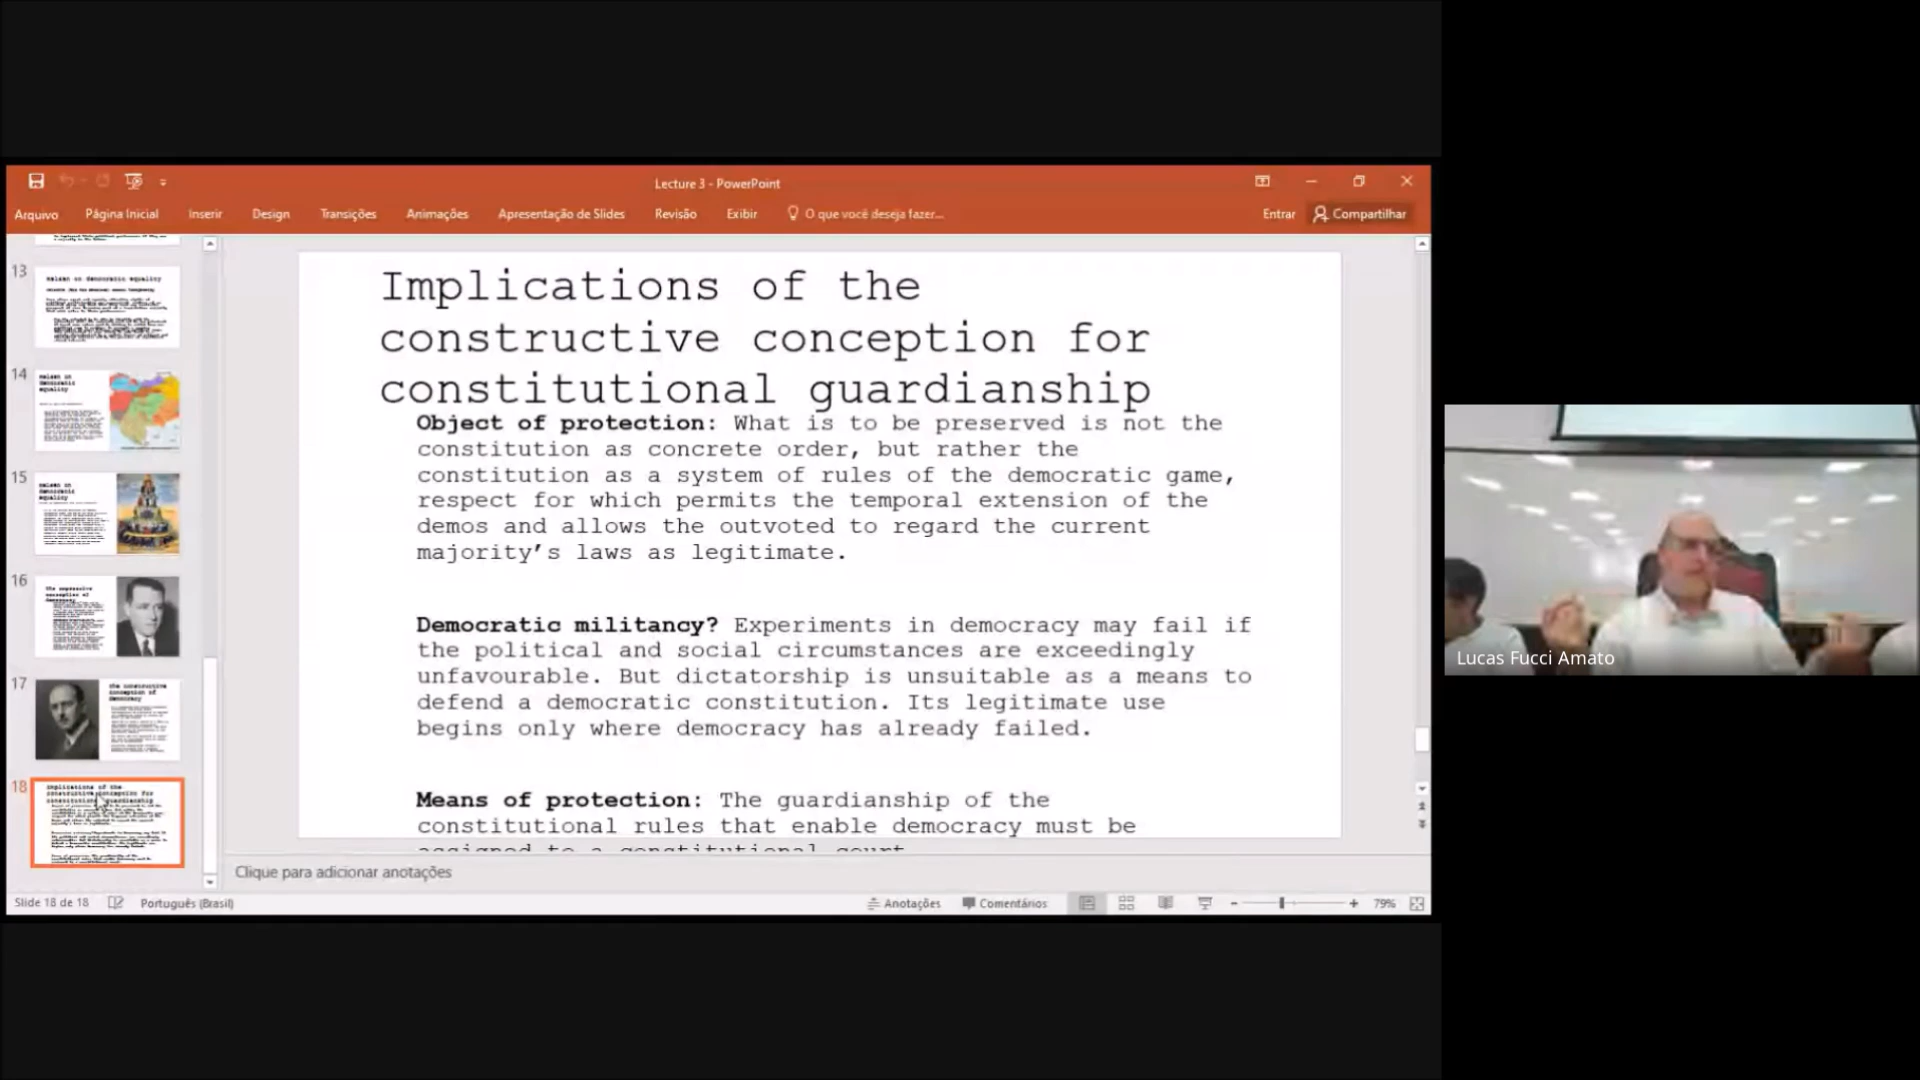 Lecture 3 - PowerPoint
Arquivo
Página Inicial
Inserir
Design
Transições
Animações
Apresentação de Slides
Revisão
Exibir
O que você deseja fazer...
Entrar
Compartilhar
13
14
15
16
17
18
Implications of the
constructive conception for
constitutional guardianship
Object of protection: What is to be preserved is not the
constitution as concrete order, but rather the
constitution as a system of rules of the democratic game,
respect for which permits the temporal extension of the
demos and allows the outvoted to regard the current
majority's laws as legitimate.
Democratic militancy? Experiments in democracy may fail if
the political and social circumstances are exceedingly
unfavourable. But dictatorship is unsuitable as a means to
defend a democratic constitution. Its legitimate use
begins only where democracy has already failed.
Means of protection: The guardianship of the
constitutional rules that enable democracy must be
assigned to a constitutional court
Clique para adicionar anotações
Slide 18 de 18
Português (Brasil)
Anotações
Comentários
79%
Lucas Fucci Amato